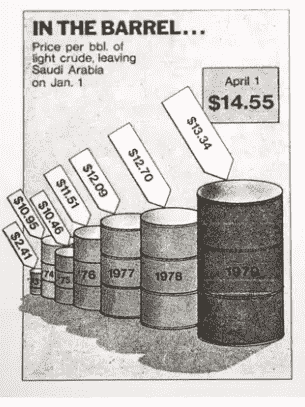 IN THE BARREL...
Price per bbl. of
light crude, leaving
Saudi Arabia
on Jan. 1
April 1
$14.55
$13.34
$12.70
$12.09
$11.51
$10.46
$10.95
$2.41
73
'74
'75
'76
1977
1978
1979